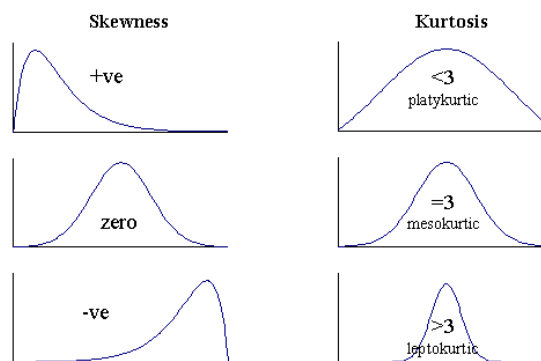 Skewness
+ve
zero
-ve
Kurtosis
<3
platykurtic
=3
mesokurtic
>3
leptokurtic